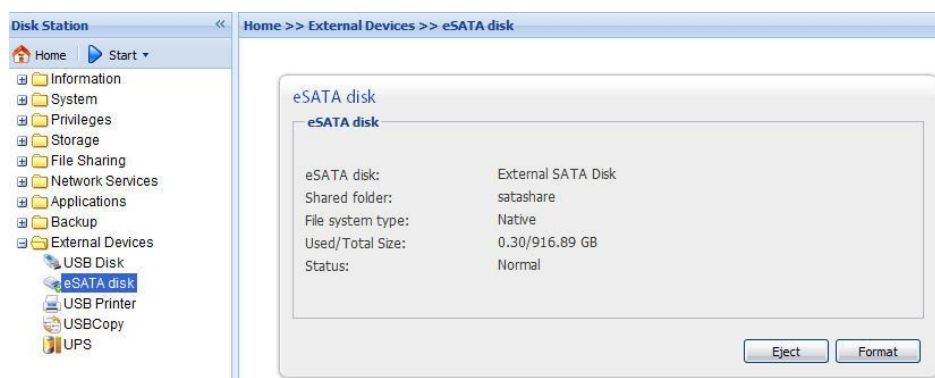 Disk Station «
Home Start
Information
System
Privileges
Storage
File Sharing
Network Services
Applications
Backup
External Devices
USB Disk
eSATA disk
USB Printer
USBCopy
UPS
Home >> External Devices >> eSATA disk
eSATA disk
eSATA disk
eSATA disk: External SATA Disk
Shared folder: satashare
File system type: Native
Used/Total Size: 0.30/916.89 GB
Status: Normal
Eject Format